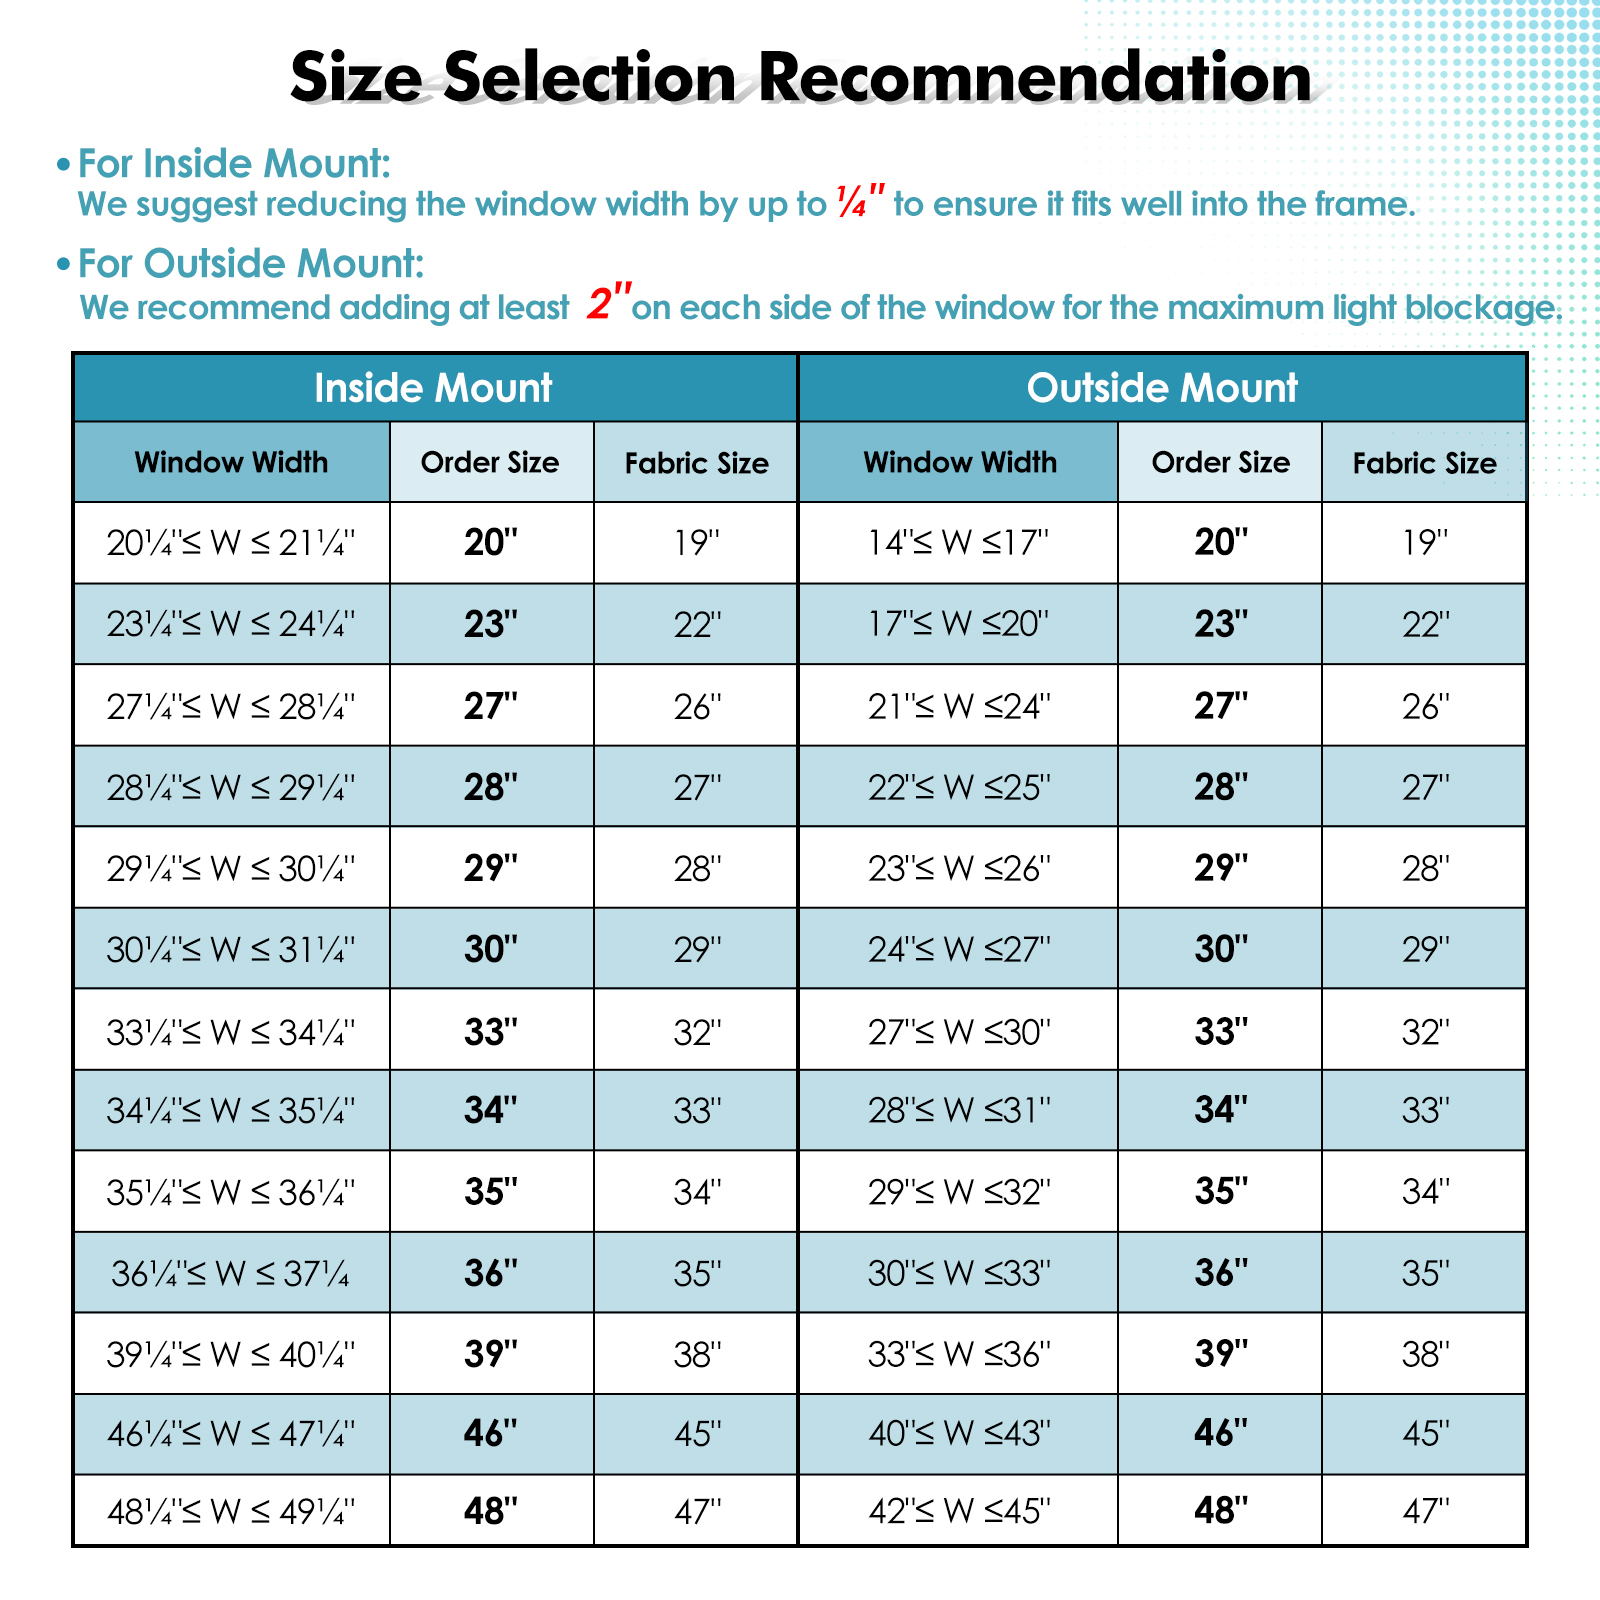 Size Selection Recomnendation
•For Inside Mount:
We suggest reducing the window width by up to ¼" to ensure it fits well into the frame.
•For Outside Mount:
We recommend adding at least 2" on each side of the window for the maximum light blockage.
Inside Mount Outside Mount
Window Width Order Size Fabric Size Window Width Order Size Fabric Size
20¼"≤ W ≤ 21¼" 20" 19" 14"≤ W ≤17" 20" 19"
23¼"≤ W ≤ 24¼" 23" 22" 17"≤ W ≤20" 23" 22"
27¼"≤ W ≤ 28¼" 27" 26" 21"≤ W ≤24" 27" 26"
28¼"≤ W ≤ 29¼" 28" 27" 22"≤ W ≤25" 28" 27"
29¼"≤ W ≤ 30¼" 29" 28" 23"≤ W ≤26" 29" 28"
30¼"≤ W ≤ 31¼" 30" 29" 24"≤ W ≤27" 30" 29"
33¼"≤ W ≤ 34¼" 33" 32" 27"≤ W ≤30" 33" 32"
34¼"≤ W ≤ 35¼" 34" 33" 28"≤ W ≤31" 34" 33"
35¼"≤ W ≤ 36¼" 35" 34" 29"≤ W ≤32" 35" 34"
36¼"≤ W ≤ 37¼ 36" 35" 30"≤ W ≤33" 36" 35"
39¼"≤ W ≤ 40¼" 39" 38" 33"≤ W ≤36" 39" 38"
46¼"≤ W ≤ 47¼" 46" 45" 40"≤ W ≤43" 46" 45"
48¼"≤ W ≤ 49¼" 48" 47" 42"≤ W ≤45" 48" 47"